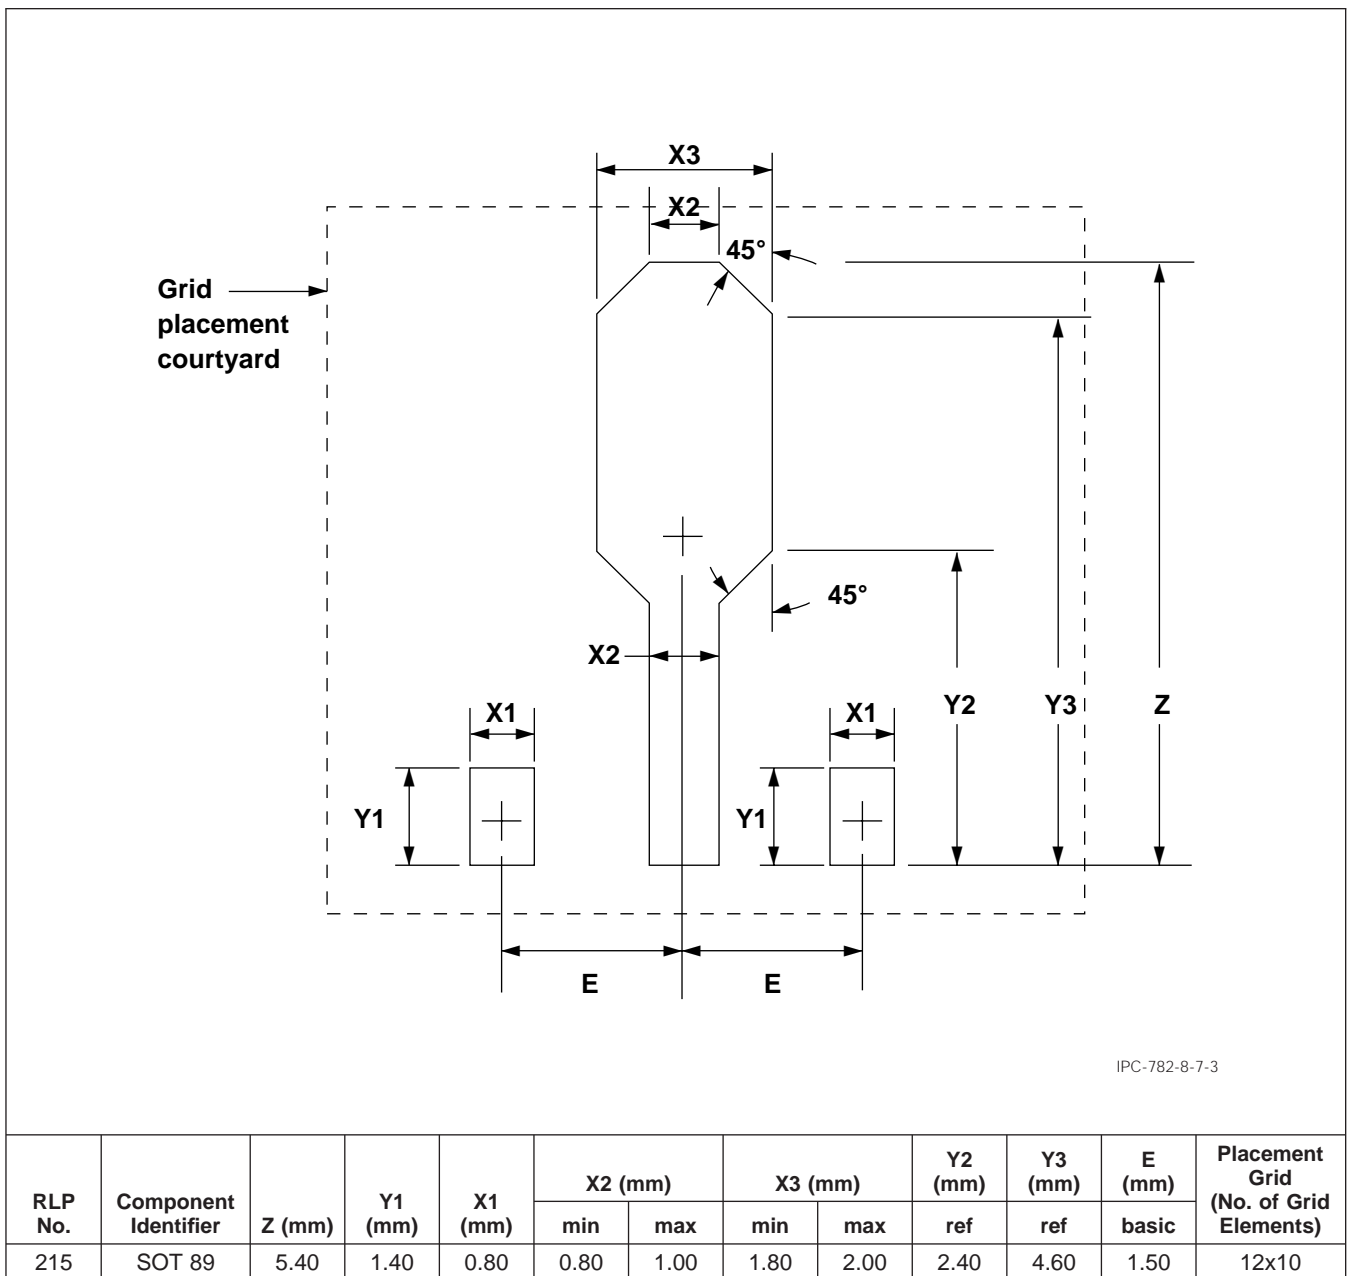 X3
X2
45°
Grid
placement
courtyard
45°
X2
Y2 Y3 Z
X1 X1
Y1 Y1
E E
IPC-782-8-7-3
RLP No. Component Identifier Z (mm) Y1 (mm) X1 (mm) X2 (mm) X3 (mm) Y2 (mm) Y3 (mm) E (mm) Placement Grid (No. of Grid Elements)
min max min max ref ref basic
215 SOT 89 5.40 1.40 0.80 0.80 1.00 1.80 2.00 2.40 4.60 1.50 12x10